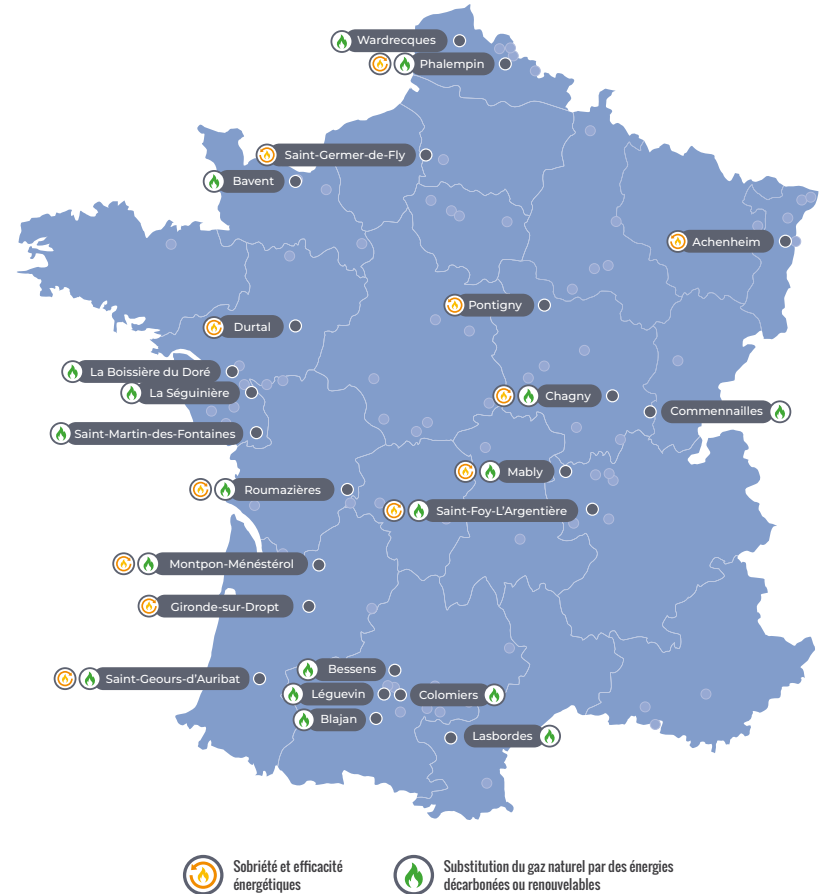 Wardrecques
Phalempin
Saint-Germer-de-Fly
Bavent
Achenheim
Pontigny
Durtal
La Boissière du Doré
La Séguinière
Chagny
Commennailles
Saint-Martin-des-Fontaines
Mably
Roumazières
Saint-Foy-L'Argentière
Montpon-Ménéstérol
Gironde-sur-Dropt
Bessens
Saint-Geours-d'Auribat
Léguevin
Colomiers
Blajan
Lasbordes
Sobriété et efficacité
énergétiques
Substitution du gaz naturel par des énergies
décarbonées ou renouvelables